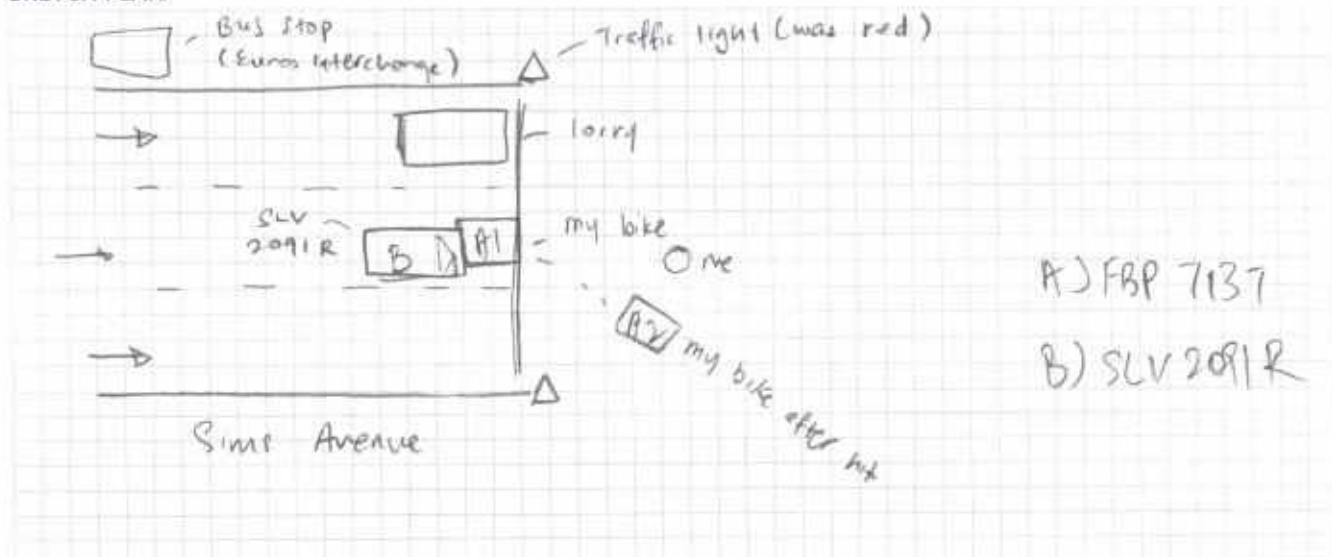 Bus Stop
(Eunos Interchange)
Traffic light (was red)
lorry
SLV
2091R
B
A1
my bike
me
A2
my bike after hit
A) FBP 7137
B) SLV 2091R
Sims Avenue